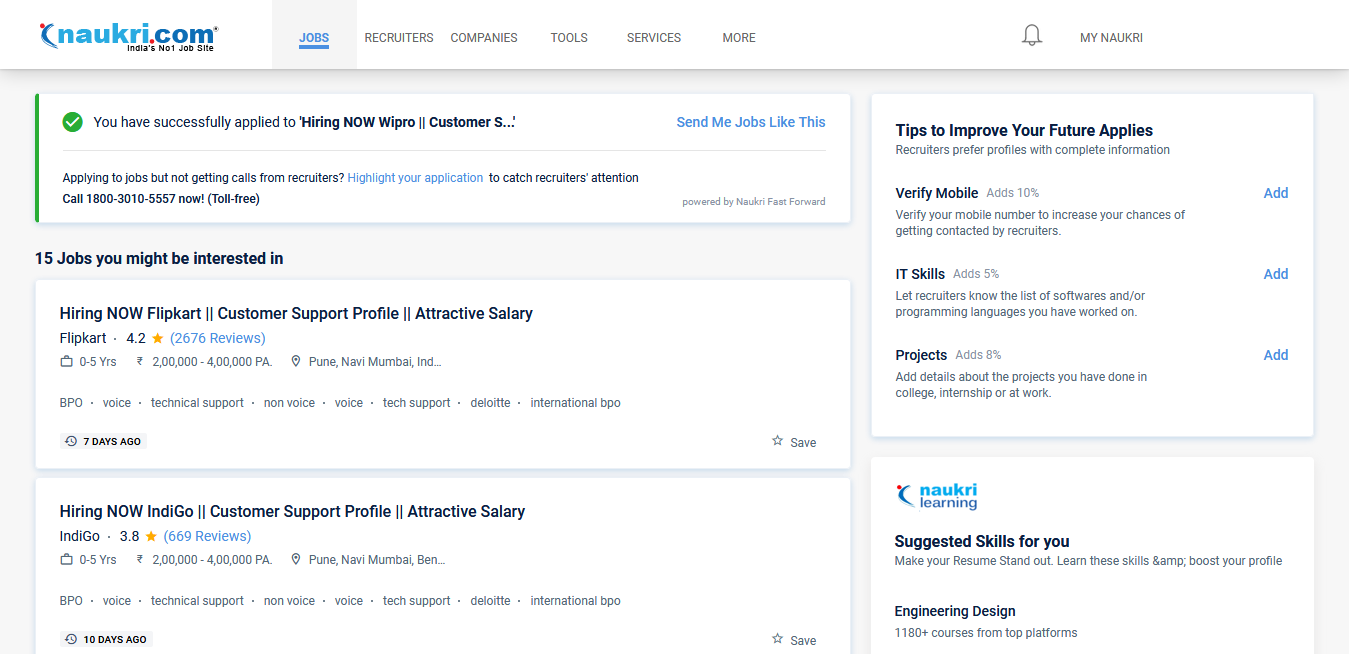 naukri.com
India's No1 Job Site
JOBS
RECRUITERS
COMPANIES
TOOLS
SERVICES
MORE
MY NAUKRI
You have successfully applied to 'Hiring NOW Wipro || Customer S...'
Send Me Jobs Like This
Applying to jobs but not getting calls from recruiters? Highlight your application to catch recruiters' attention
Call 1800-3010-5557 now! (Toll-free)
powered by Naukri Fast Forward
15 Jobs you might be interested in
Hiring NOW Flipkart || Customer Support Profile || Attractive Salary
Flipkart · 4.2 (2676 Reviews)
0-5 Yrs ₹ 2,00,000 - 4,00,000 PA. Pune, Navi Mumbai, Ind...
BPO · voice · technical support · non voice · voice · tech support · deloitte · international bpo
7 DAYS AGO
Save
Hiring NOW IndiGo || Customer Support Profile || Attractive Salary
IndiGo · 3.8 (669 Reviews)
0-5 Yrs ₹ 2,00,000 - 4,00,000 PA. Pune, Navi Mumbai, Ben...
BPO · voice · technical support · non voice · voice · tech support · deloitte · international bpo
10 DAYS AGO
Save
Tips to Improve Your Future Applies
Recruiters prefer profiles with complete information
Verify Mobile Adds 10%
Add
Verify your mobile number to increase your chances of
getting contacted by recruiters.
IT Skills Adds 5%
Add
Let recruiters know the list of softwares and/or
programming languages you have worked on.
Projects Adds 8%
Add
Add details about the projects you have done in
college, internship or at work.
naukri
learning
Suggested Skills for you
Make your Resume Stand out. Learn these skills &amp; boost your profile
Engineering Design
1180+ courses from top platforms